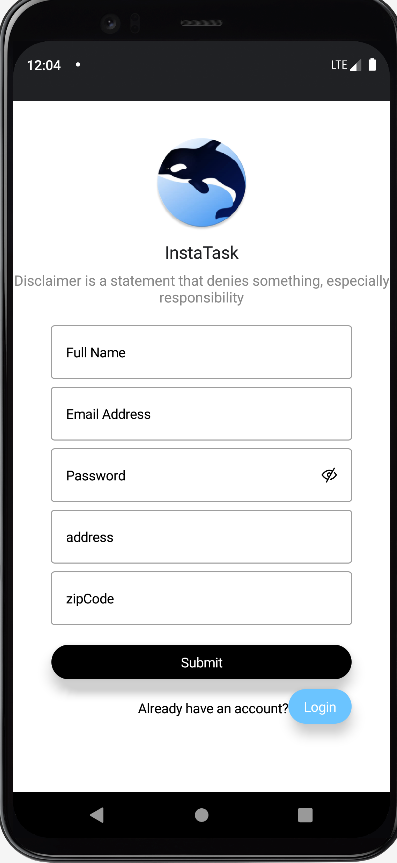 12:04
LTE
InstaTask
Disclaimer is a statement that denies something, especially
responsibility
Full Name
Email Address
Password
address
zipCode
Submit
Already have an account? Login